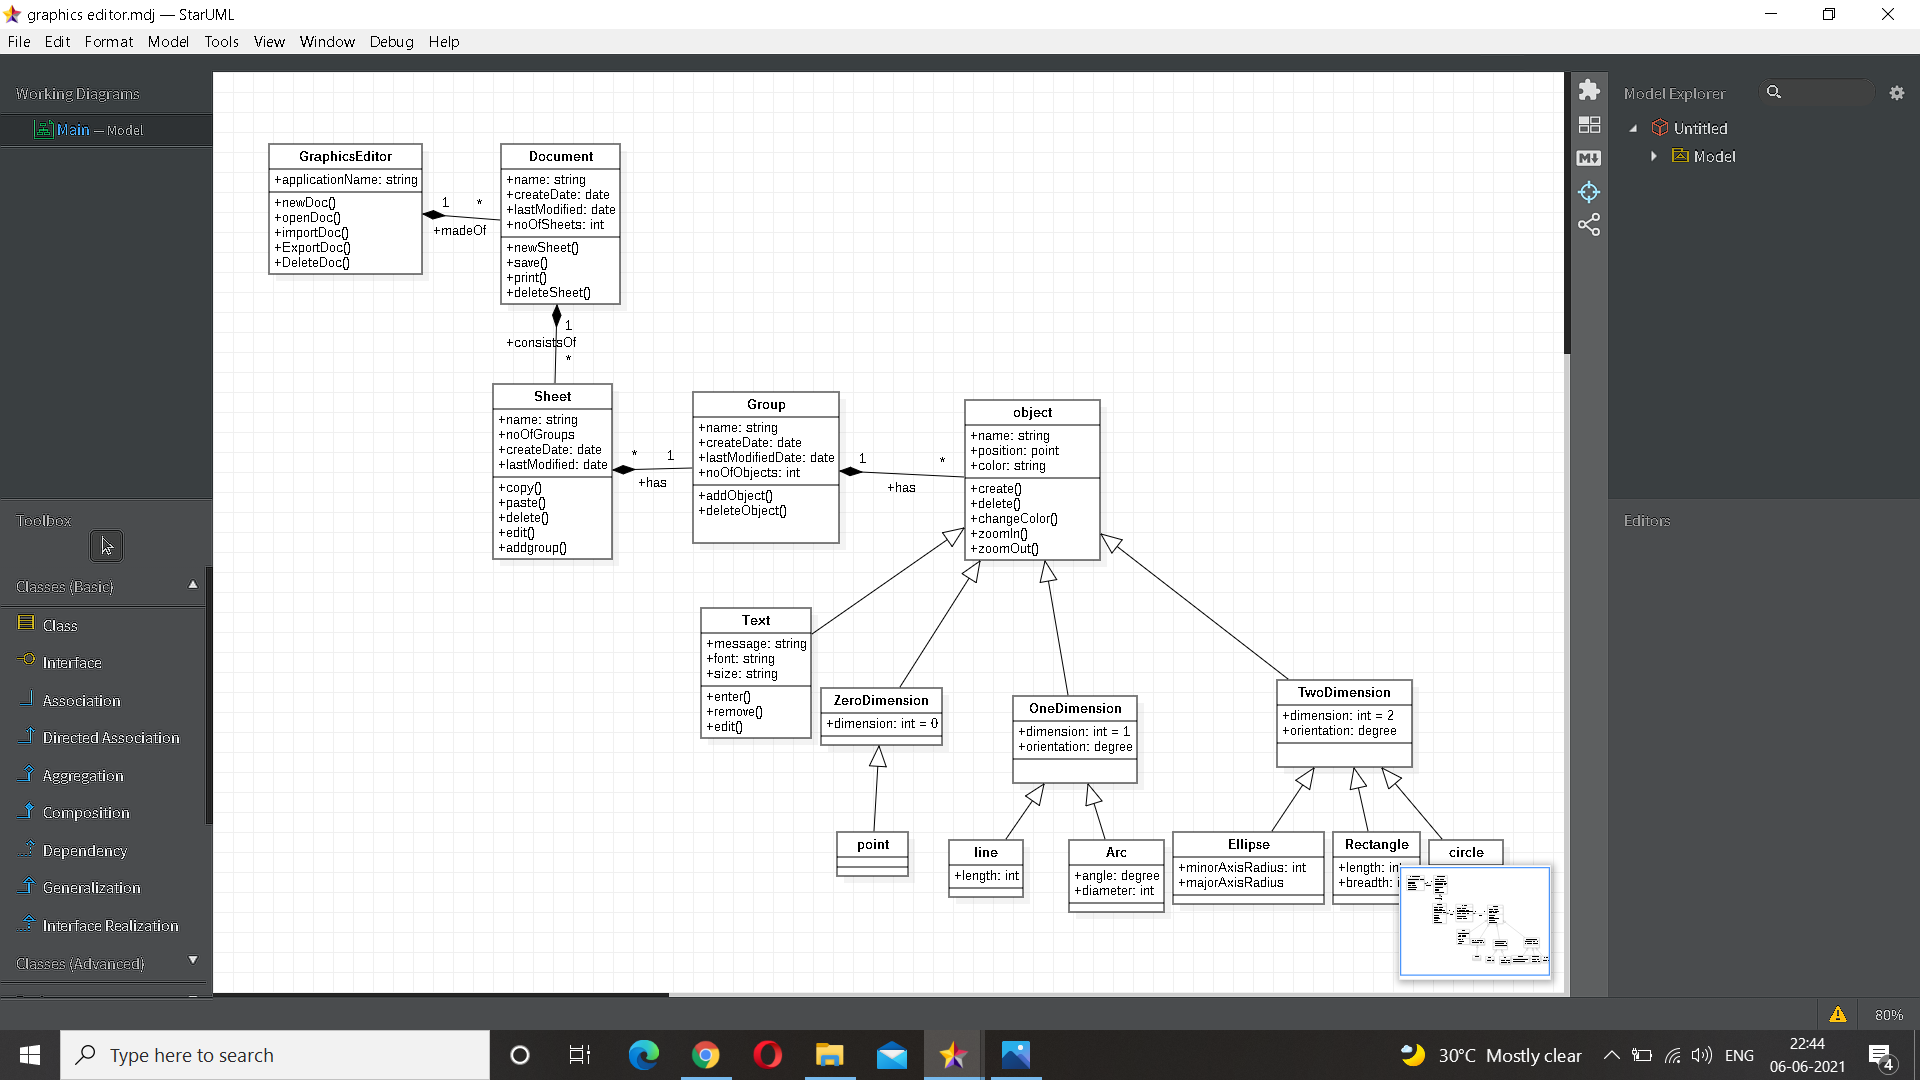 graphics editor.mdj — StarUML
File Edit Format Model Tools View Window Debug Help
Working Diagrams
Main — Model
Toolbox
Classes (Basic)
Class
Interface
Association
Directed Association
Aggregation
Composition
Dependency
Generalization
Interface Realization
Classes (Advanced)
GraphicsEditor
+applicationName: string
+newDoc()
+openDoc()
+importDoc()
+ExportDoc()
+DeleteDoc()
1 *
+madeOf
Document
+name: string
+createDate: date
+lastModified: date
+noOfSheets: int
+newSheet()
+save()
+print()
+deleteSheet()
1
+consistsOf
*
Sheet
+name: string
+noOfGroups
+createDate: date
+lastModified: date
+copy()
+paste()
+delete()
+edit()
+addgroup()
* 1
+has
Group
+name: string
+createDate: date
+lastModifiedDate: date
+noOfObjects: int
+addObject()
+deleteObject()
1 *
+has
object
+name: string
+position: point
+color: string
+create()
+delete()
+changeColor()
+zoomIn()
+zoomOut()
Text
+message: string
+font: string
+size: string
+enter()
+remove()
+edit()
ZeroDimension
+dimension: int = 0
OneDimension
+dimension: int = 1
+orientation: degree
TwoDimension
+dimension: int = 2
+orientation: degree
point
line
+length: int
Arc
+angle: degree
+diameter: int
Ellipse
+minorAxisRadius: int
+majorAxisRadius
Rectangle
+length: int
+breadth:
circle
Model Explorer
Untitled
Model
Editors
80%
Type here to search
30°C Mostly clear
ENG
22:44
06-06-2021
4